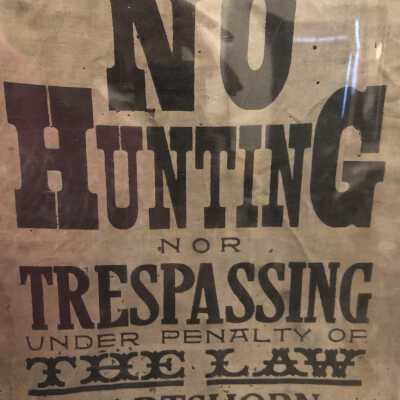 NO
HUNTING
NOR
TRESPASSING
UNDER PENALTY OF
THE LAW